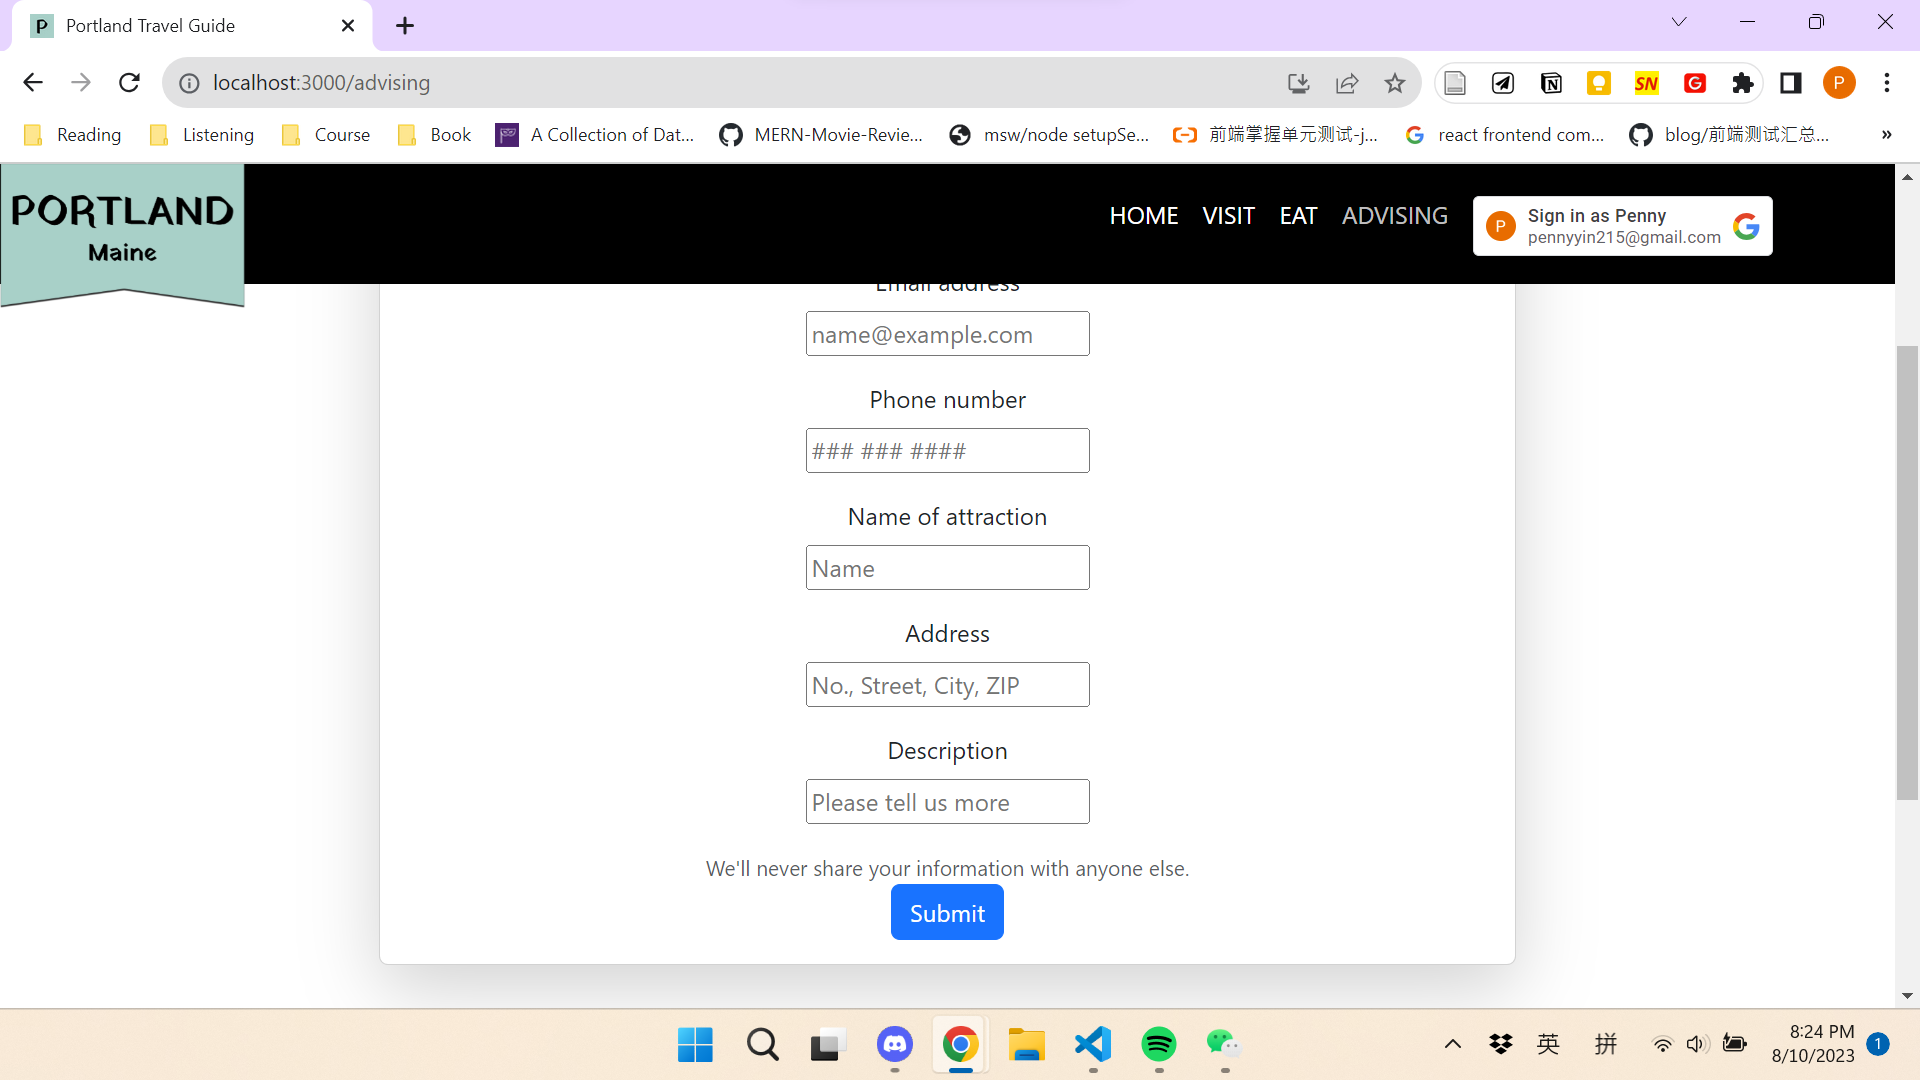 P Portland Travel Guide
localhost:3000/advising
SN
G
P
Reading
Listening
Course
Book
A Collection of Dat...
MERN-Movie-Revie...
msw/node setupSe...
前端掌握单元测试-j...
react frontend com...
blog/前端测试汇总...
»
PORTLAND
Maine
HOME
VISIT
EAT
ADVISING
P
Sign in as Penny
pennyyin215@gmail.com
Email address
name@example.com
Phone number
### ### ####
Name of attraction
Name
Address
No., Street, City, ZIP
Description
Please tell us more
We'll never share your information with anyone else.
Submit
英
拼
8:24 PM
8/10/2023
1